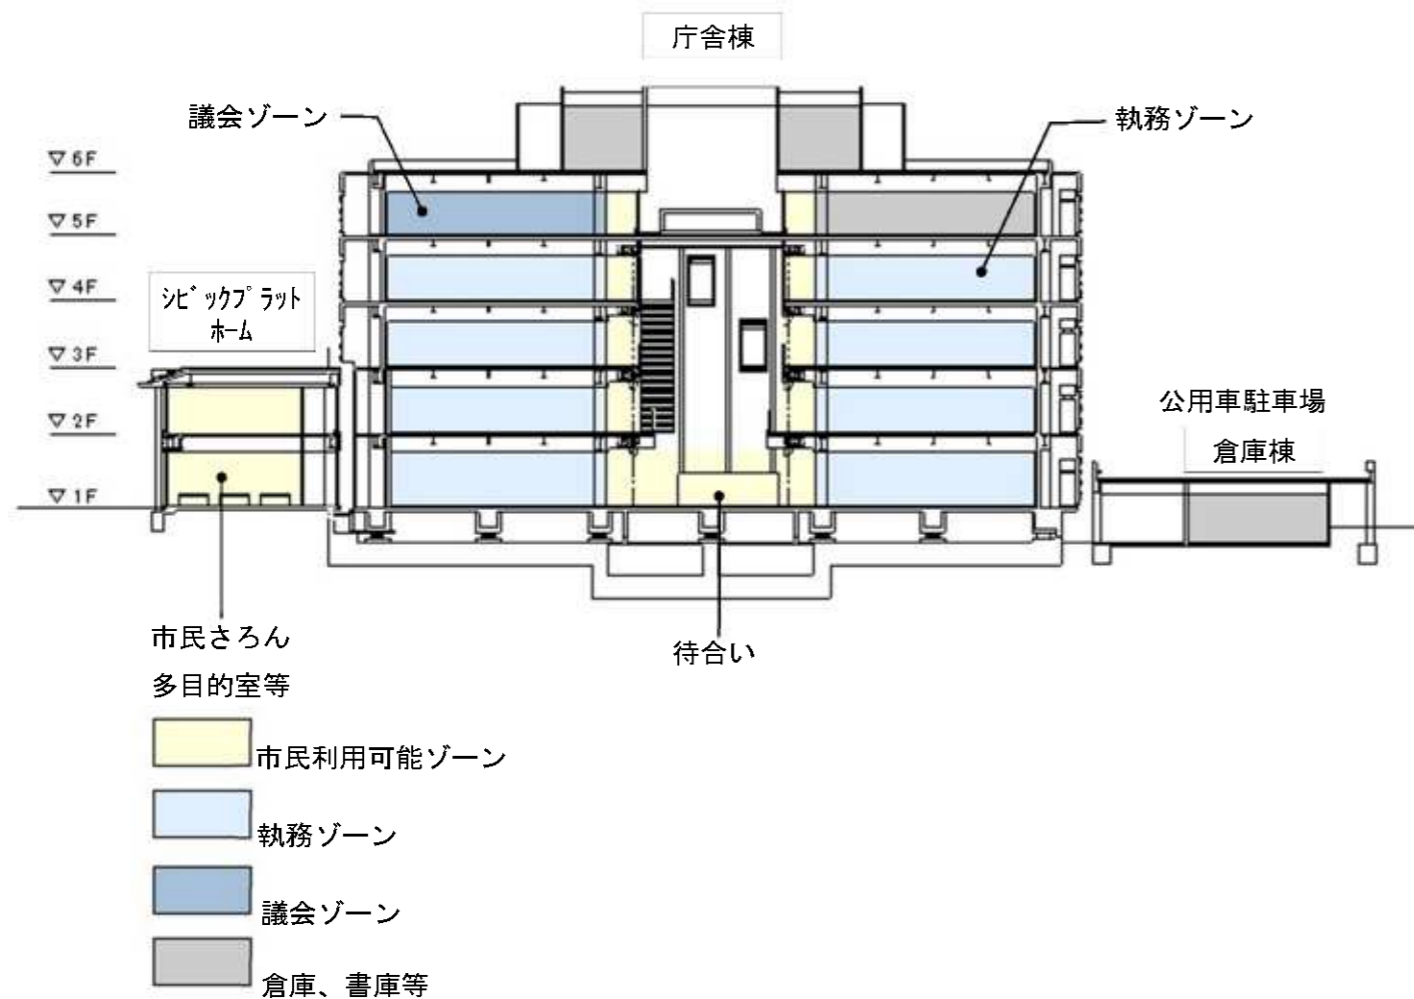 庁舎棟
議会ゾーン
執務ゾーン
▽6F
▽5F
▽4F
▽3F
▽2F
▽1F
ｼﾋﾞｯｸﾌﾟﾗｯﾄ
ﾎｰﾑ
公用車駐車場
倉庫棟
市民さろん
多目的室等
待合い
市民利用可能ゾーン
執務ゾーン
議会ゾーン
倉庫、書庫等